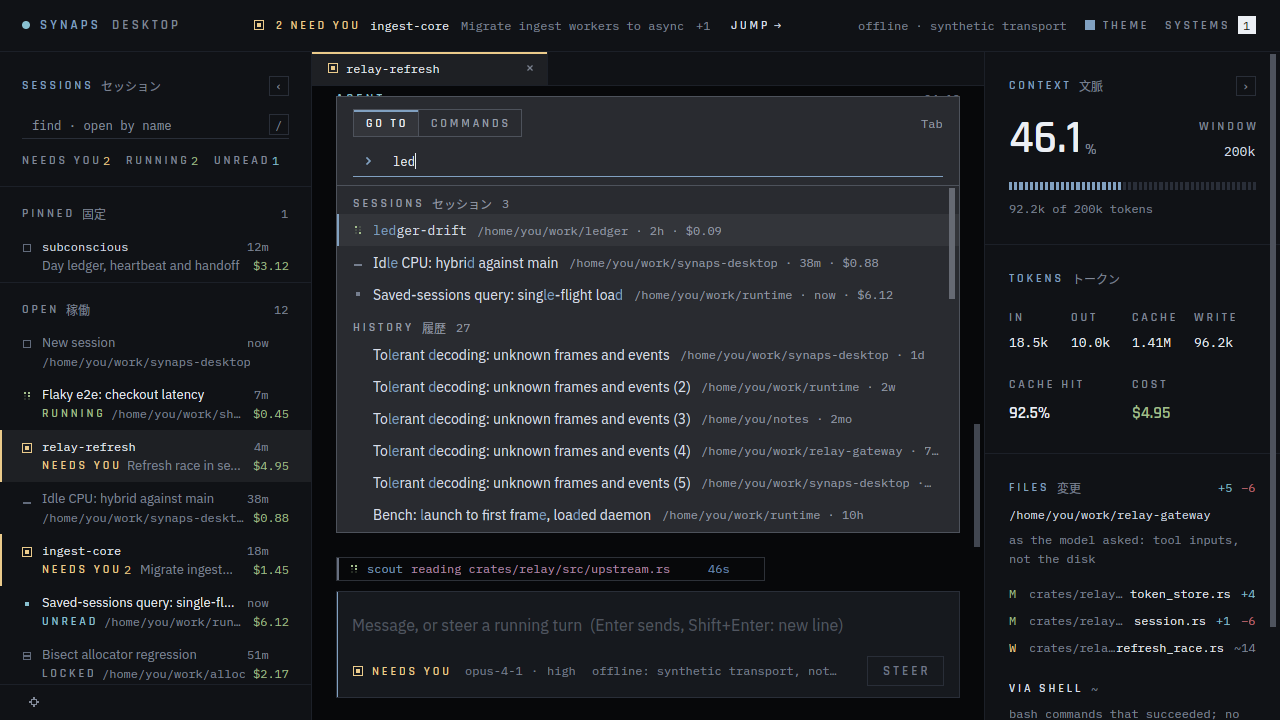 SYNAPS DESKTOP
2 NEED YOU ingest-core Migrate ingest workers to async +1 JUMP →
offline · synthetic transport THEME SYSTEMS 1
SESSIONS セッション ‹
find · open by name /
NEEDS YOU 2 RUNNING 2 UNREAD 1
PINNED 固定 1
subconscious 12m
Day ledger, heartbeat and handoff $3.12
OPEN 稼働 12
New session now
/home/you/work/synaps-desktop
Flaky e2e: checkout latency 7m
RUNNING /home/you/work/sh… $0.45
relay-refresh 4m
NEEDS YOU Refresh race in se… $4.95
Idle CPU: hybrid against main 38m
/home/you/work/synaps-deskt… $0.88
ingest-core 18m
NEEDS YOU 2 Migrate ingest… $1.45
Saved-sessions query: single-fl… now
UNREAD /home/you/work/run… $6.12
Bisect allocator regression 51m
LOCKED /home/you/work/alloc $2.17
relay-refresh ×
GO TO COMMANDS Tab
› led
SESSIONS セッション 3
ledger-drift /home/you/work/ledger · 2h · $0.09
Idle CPU: hybrid against main /home/you/work/synaps-desktop · 38m · $0.88
Saved-sessions query: single-flight load /home/you/work/runtime · now · $6.12
HISTORY 履歴 27
Tolerant decoding: unknown frames and events /home/you/work/synaps-desktop · 1d
Tolerant decoding: unknown frames and events (2) /home/you/work/runtime · 2w
Tolerant decoding: unknown frames and events (3) /home/you/notes · 2mo
Tolerant decoding: unknown frames and events (4) /home/you/work/relay-gateway · 7…
Tolerant decoding: unknown frames and events (5) /home/you/work/synaps-desktop ·…
Bench: launch to first frame, loaded daemon /home/you/work/runtime · 10h
scout reading crates/relay/src/upstream.rs 46s
Message, or steer a running turn (Enter sends, Shift+Enter: new line)
NEEDS YOU opus-4-1 · high offline: synthetic transport, not… STEER
CONTEXT 文脈 ›
46.1% WINDOW
200k
92.2k of 200k tokens
TOKENS トークン
IN OUT CACHE WRITE
18.5k 10.0k 1.41M 96.2k
CACHE HIT COST
92.5% $4.95
FILES 変更 +5 −6
/home/you/work/relay-gateway
as the model asked: tool inputs,
not the disk
M crates/relay… token_store.rs +4
M crates/relay… session.rs +1 −6
W crates/rela…refresh_race.rs ~14
VIA SHELL ~
bash commands that succeeded; no